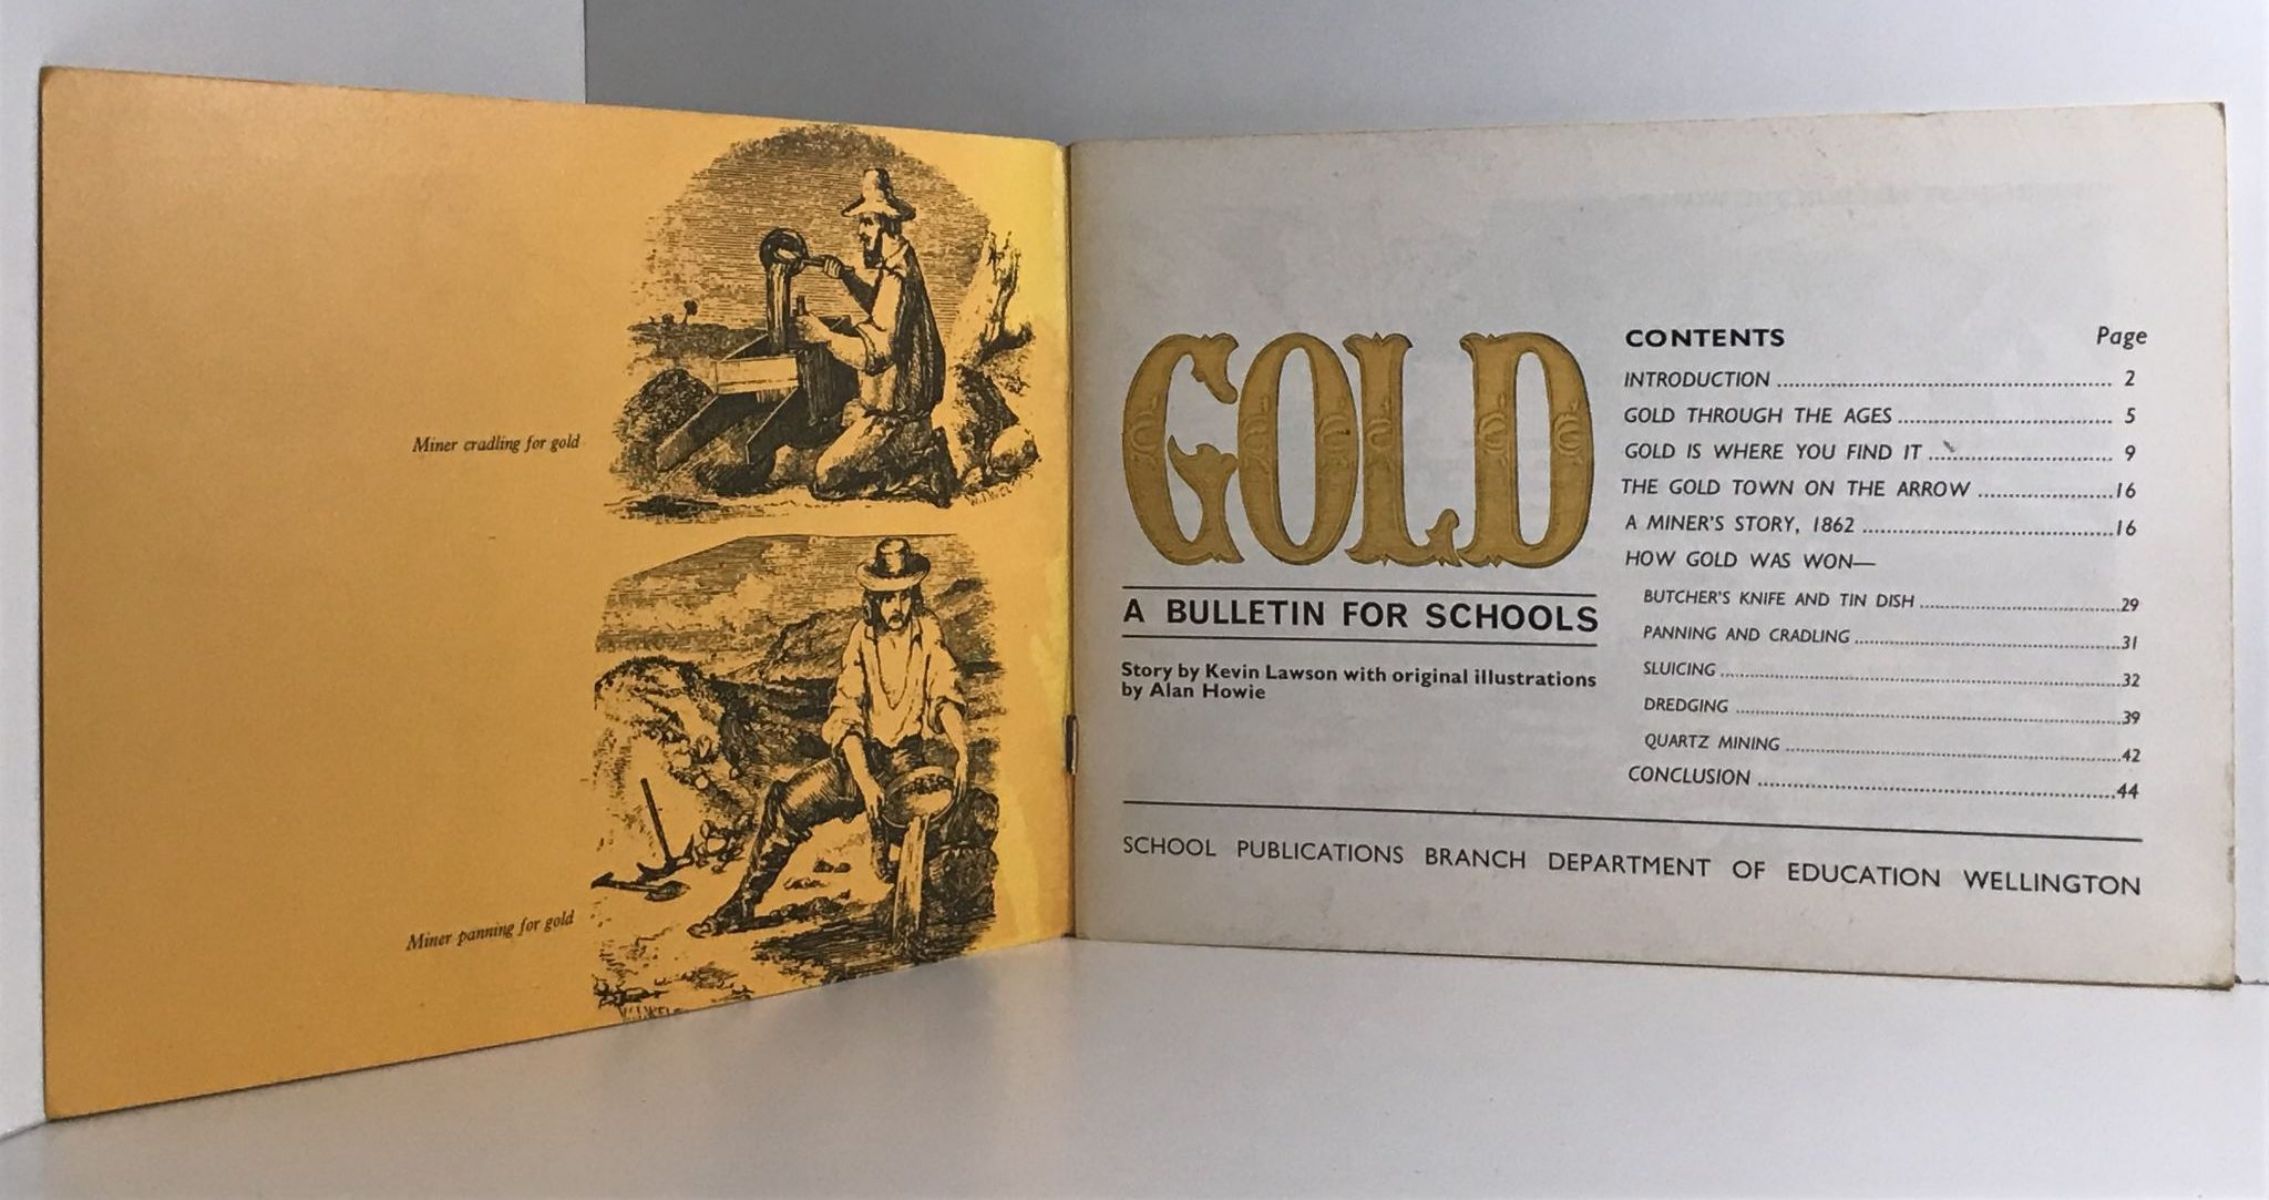 Miner cradling for gold
Miner panning for gold
GOLD
A BULLETIN FOR SCHOOLS
Story by Kevin Lawson with original illustrations
by Alan Howie
CONTENTS Page
INTRODUCTION 2
GOLD THROUGH THE AGES 5
GOLD IS WHERE YOU FIND IT 9
THE GOLD TOWN ON THE ARROW 16
A MINER'S STORY, 1862 16
HOW GOLD WAS WON—
BUTCHER'S KNIFE AND TIN DISH 29
PANNING AND CRADLING 31
SLUICING 32
DREDGING 39
QUARTZ MINING 42
CONCLUSION 44
SCHOOL PUBLICATIONS BRANCH DEPARTMENT OF EDUCATION WELLINGTON